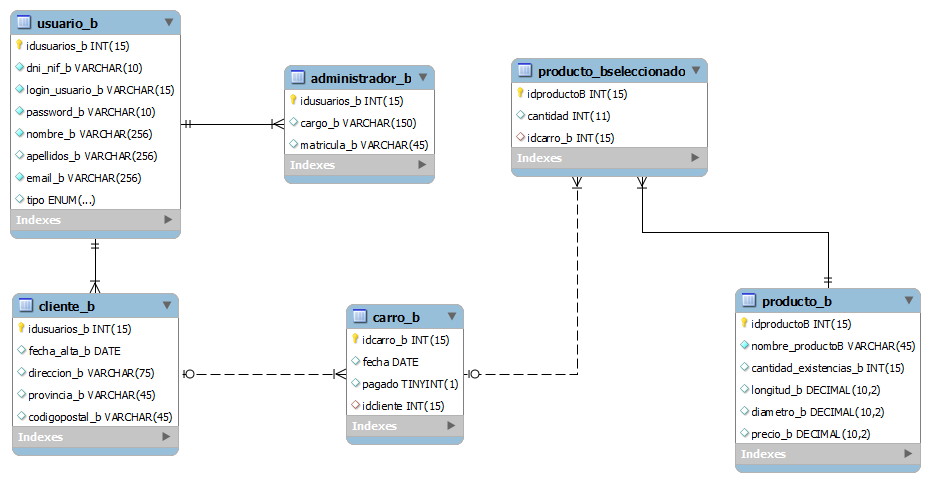 usuario_b
idusuarios_b INT(15)
dni_nif_b VARCHAR(10)
login_usuario_b VARCHAR(15)
password_b VARCHAR(10)
nombre_b VARCHAR(256)
apellidos_b VARCHAR(256)
email_b VARCHAR(256)
tipo ENUM(...)
Indexes
administrador_b
idusuarios_b INT(15)
cargo_b VARCHAR(150)
matricula_b VARCHAR(45)
Indexes
producto_bseleccionado
idproductoB INT(15)
cantidad INT(11)
idcarro_b INT(15)
Indexes
cliente_b
idusuarios_b INT(15)
fecha_alta_b DATE
direccion_b VARCHAR(75)
provincia_b VARCHAR(45)
codigopostal_b VARCHAR(45)
Indexes
carro_b
idcarro_b INT(15)
fecha DATE
pagado TINYINT(1)
idcliente INT(15)
Indexes
producto_b
idproductoB INT(15)
nombre_productoB VARCHAR(45)
cantidad_existencias_b INT(15)
longitud_b DECIMAL(10,2)
diametro_b DECIMAL(10,2)
precio_b DECIMAL(10,2)
Indexes